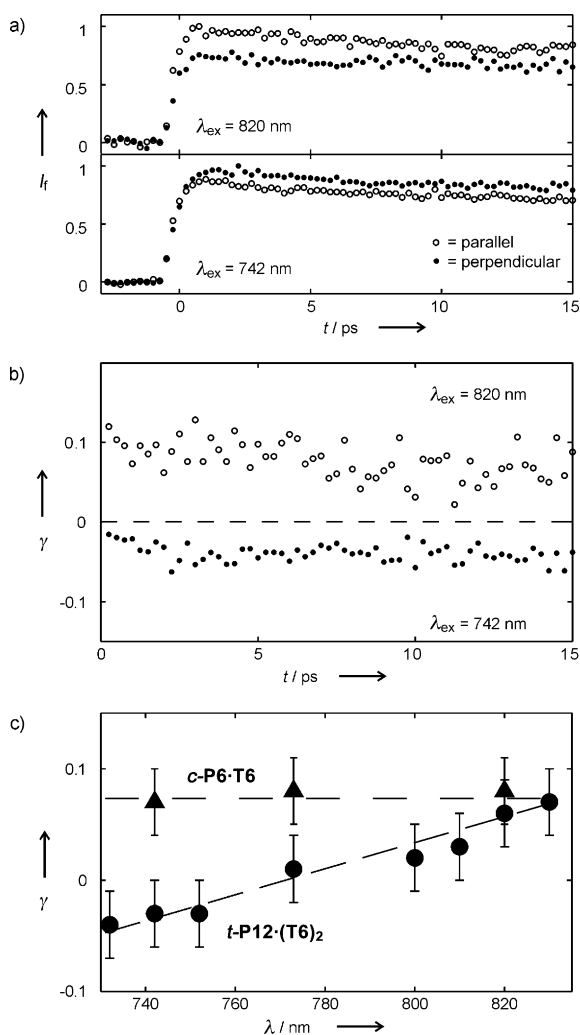 a)
1
0.5
0
λex = 820 nm
If
1
0.5
0
λex = 742 nm
= parallel
= perpendicular
0 5 10 15
t / ps
b)
0.1
0
-0.1
γ
λex = 820 nm
λex = 742 nm
0 5 10 15
t / ps
c)
0.1
0
-0.1
γ
c-P6·T6
t-P12·(T6)2
740 760 780 800 820
λ / nm